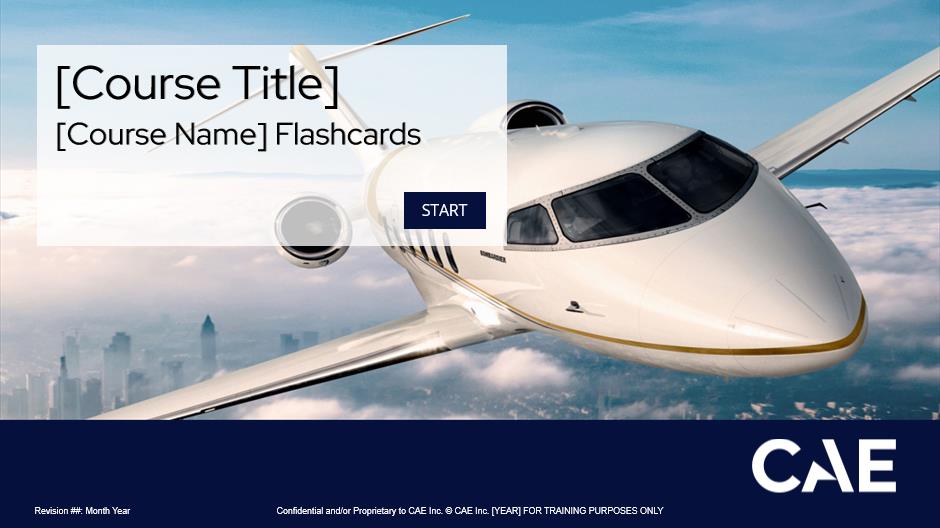 [Course Title]
[Course Name] Flashcards
START
BOMBARDIER
CAE
Revision ##: Month Year
Confidential and/or Proprietary to CAE Inc. © CAE Inc. [YEAR] FOR TRAINING PURPOSES ONLY